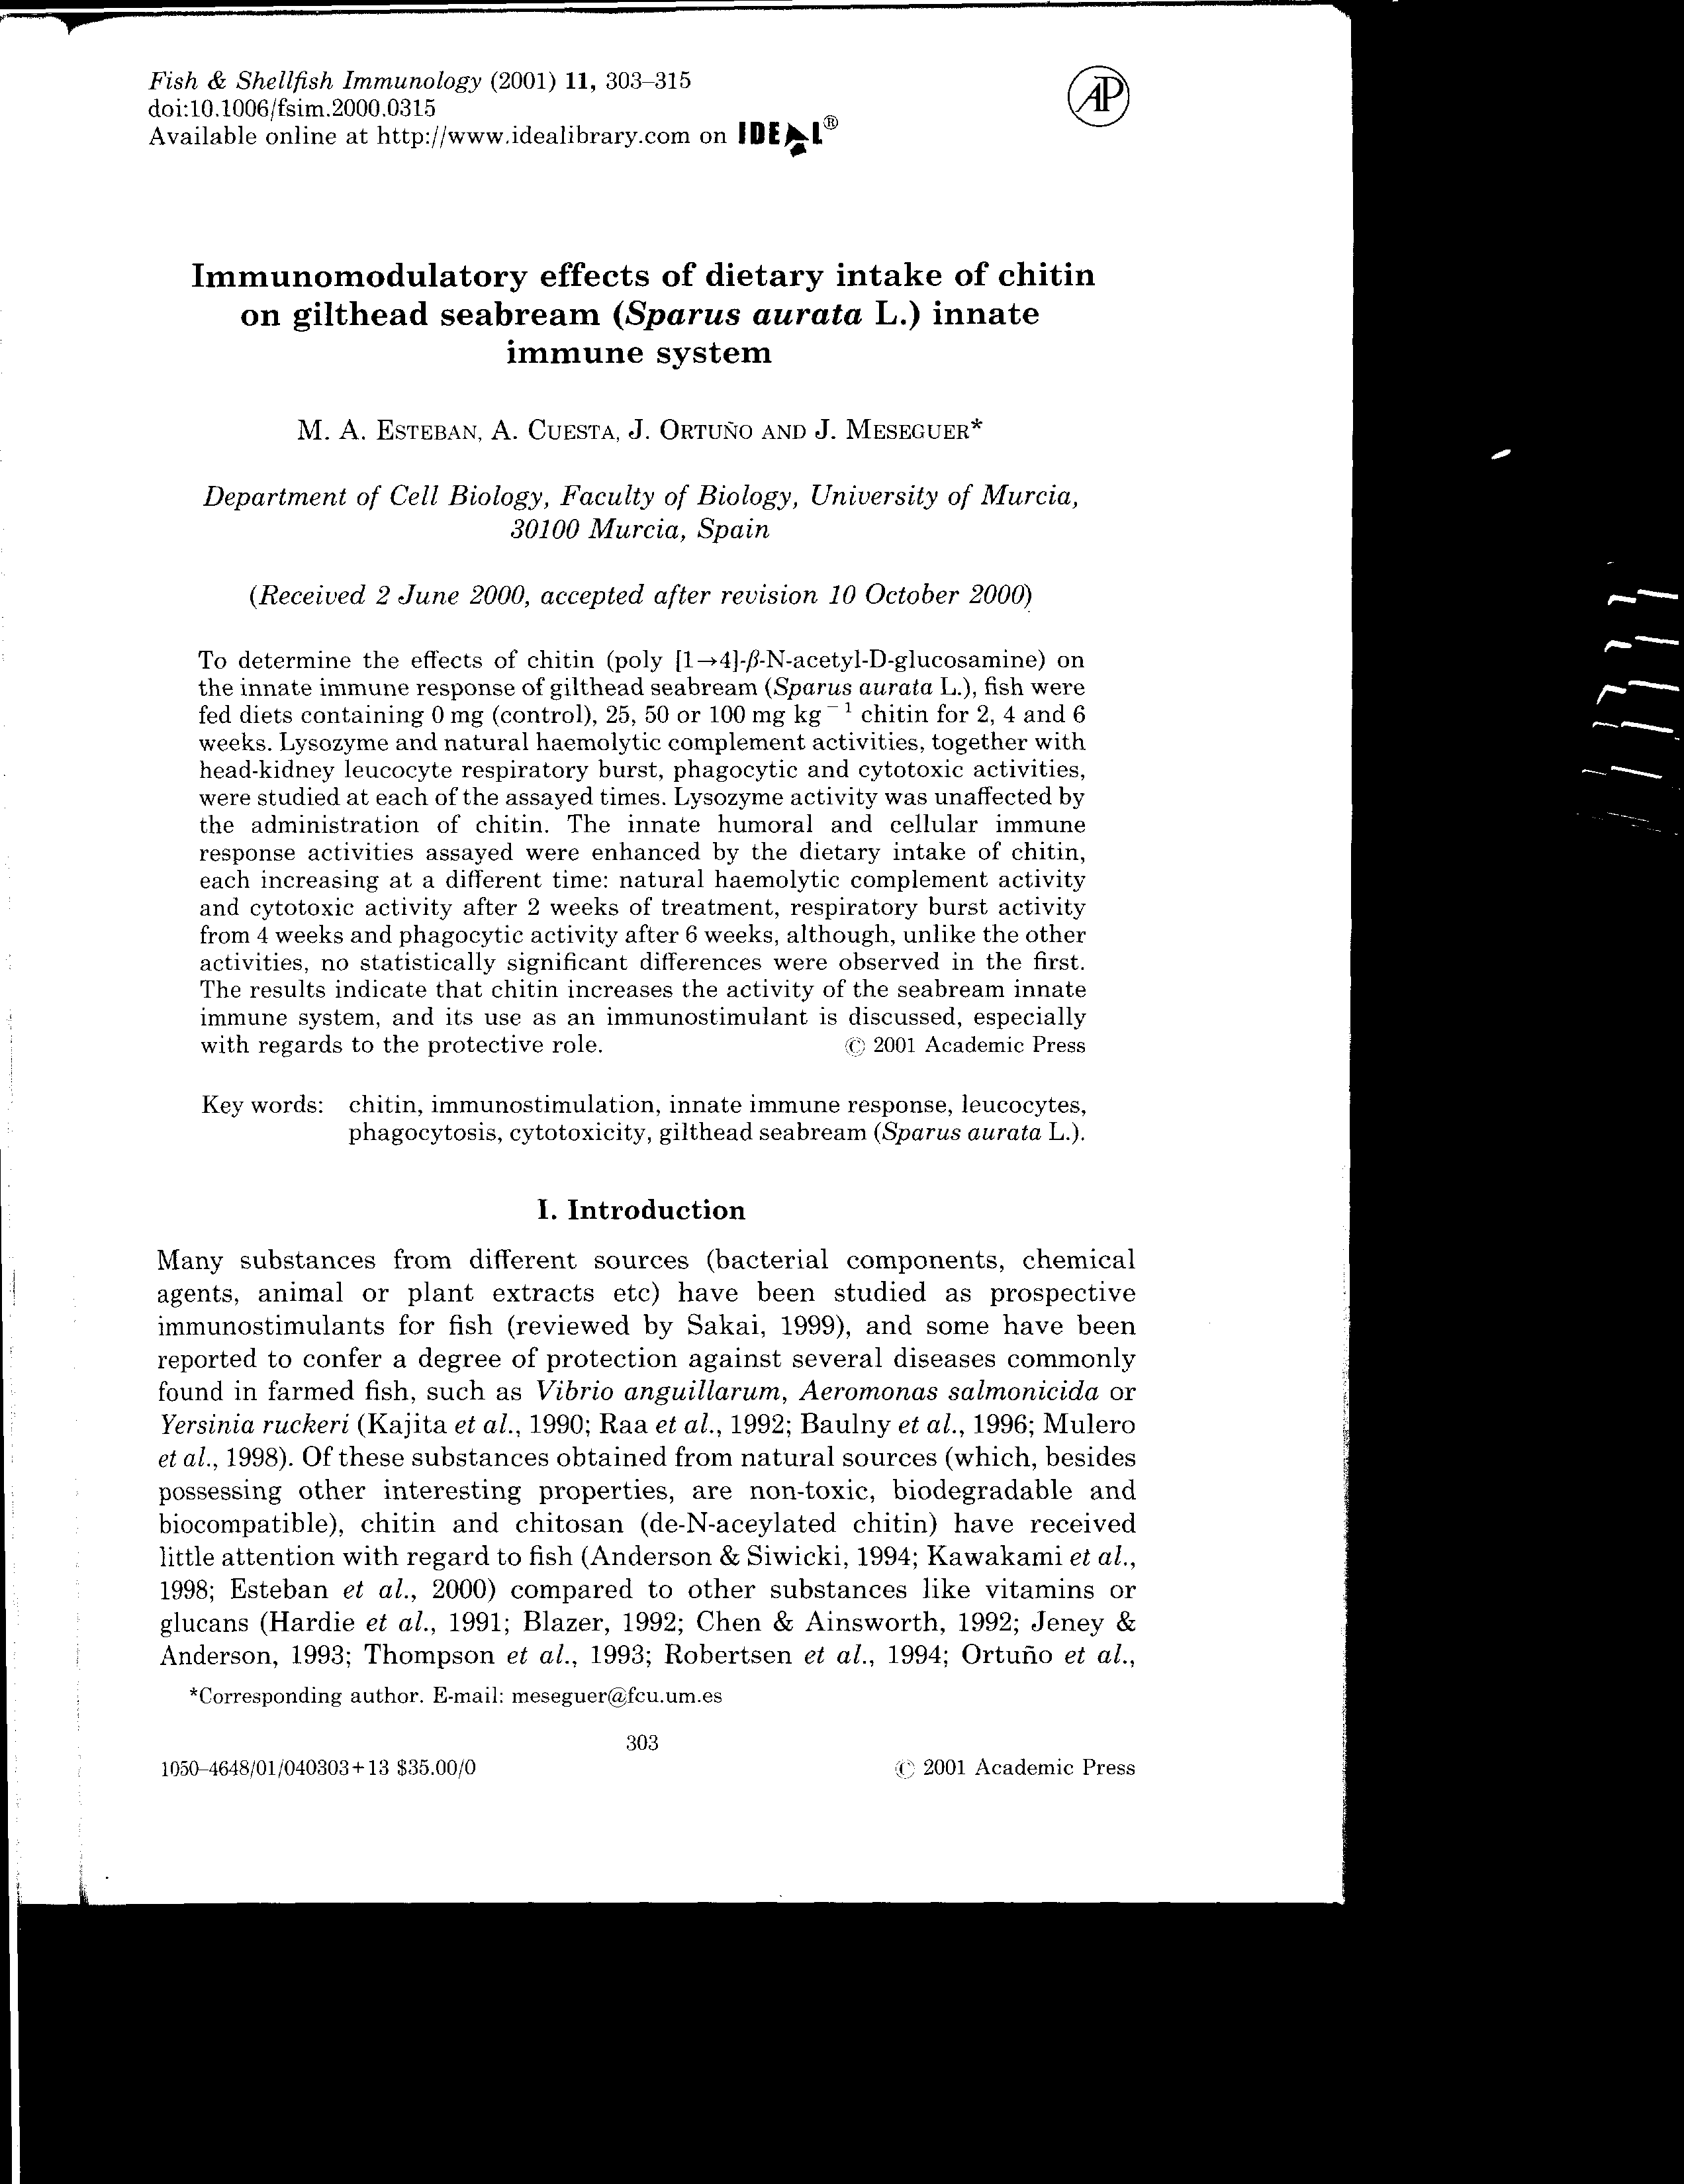 Fish & Shellfish Immunology (2001) 11, 303–315
doi:10.1006/fsim.2000.0315
Available online at http://www.idealibrary.com on IDEAL®
AP
Immunomodulatory effects of dietary intake of chitin
on gilthead seabream (Sparus aurata L.) innate
immune system
M. A. ESTEBAN, A. CUESTA, J. ORTUÑO AND J. MESEGUER*
Department of Cell Biology, Faculty of Biology, University of Murcia,
30100 Murcia, Spain
(Received 2 June 2000, accepted after revision 10 October 2000)
To determine the effects of chitin (poly [1→4]-β-N-acetyl-D-glucosamine) on
the innate immune response of gilthead seabream (Sparus aurata L.), fish were
fed diets containing 0 mg (control), 25, 50 or 100 mg kg⁻¹ chitin for 2, 4 and 6
weeks. Lysozyme and natural haemolytic complement activities, together with
head-kidney leucocyte respiratory burst, phagocytic and cytotoxic activities,
were studied at each of the assayed times. Lysozyme activity was unaffected by
the administration of chitin. The innate humoral and cellular immune
response activities assayed were enhanced by the dietary intake of chitin,
each increasing at a different time: natural haemolytic complement activity
and cytotoxic activity after 2 weeks of treatment, respiratory burst activity
from 4 weeks and phagocytic activity after 6 weeks, although, unlike the other
activities, no statistically significant differences were observed in the first.
The results indicate that chitin increases the activity of the seabream innate
immune system, and its use as an immunostimulant is discussed, especially
with regards to the protective role. © 2001 Academic Press
Key words: chitin, immunostimulation, innate immune response, leucocytes,
phagocytosis, cytotoxicity, gilthead seabream (Sparus aurata L.).
I. Introduction
Many substances from different sources (bacterial components, chemical
agents, animal or plant extracts etc) have been studied as prospective
immunostimulants for fish (reviewed by Sakai, 1999), and some have been
reported to confer a degree of protection against several diseases commonly
found in farmed fish, such as Vibrio anguillarum, Aeromonas salmonicida or
Yersinia ruckeri (Kajita et al., 1990; Raa et al., 1992; Baulny et al., 1996; Mulero
et al., 1998). Of these substances obtained from natural sources (which, besides
possessing other interesting properties, are non-toxic, biodegradable and
biocompatible), chitin and chitosan (de-N-aceylated chitin) have received
little attention with regard to fish (Anderson & Siwicki, 1994; Kawakami et al.,
1998; Esteban et al., 2000) compared to other substances like vitamins or
glucans (Hardie et al., 1991; Blazer, 1992; Chen & Ainsworth, 1992; Jeney &
Anderson, 1993; Thompson et al., 1993; Robertsen et al., 1994; Ortuño et al.,
*Corresponding author. E-mail: meseguer@fcu.um.es
303
1050–4648/01/040303+13 $35.00/0 © 2001 Academic Press